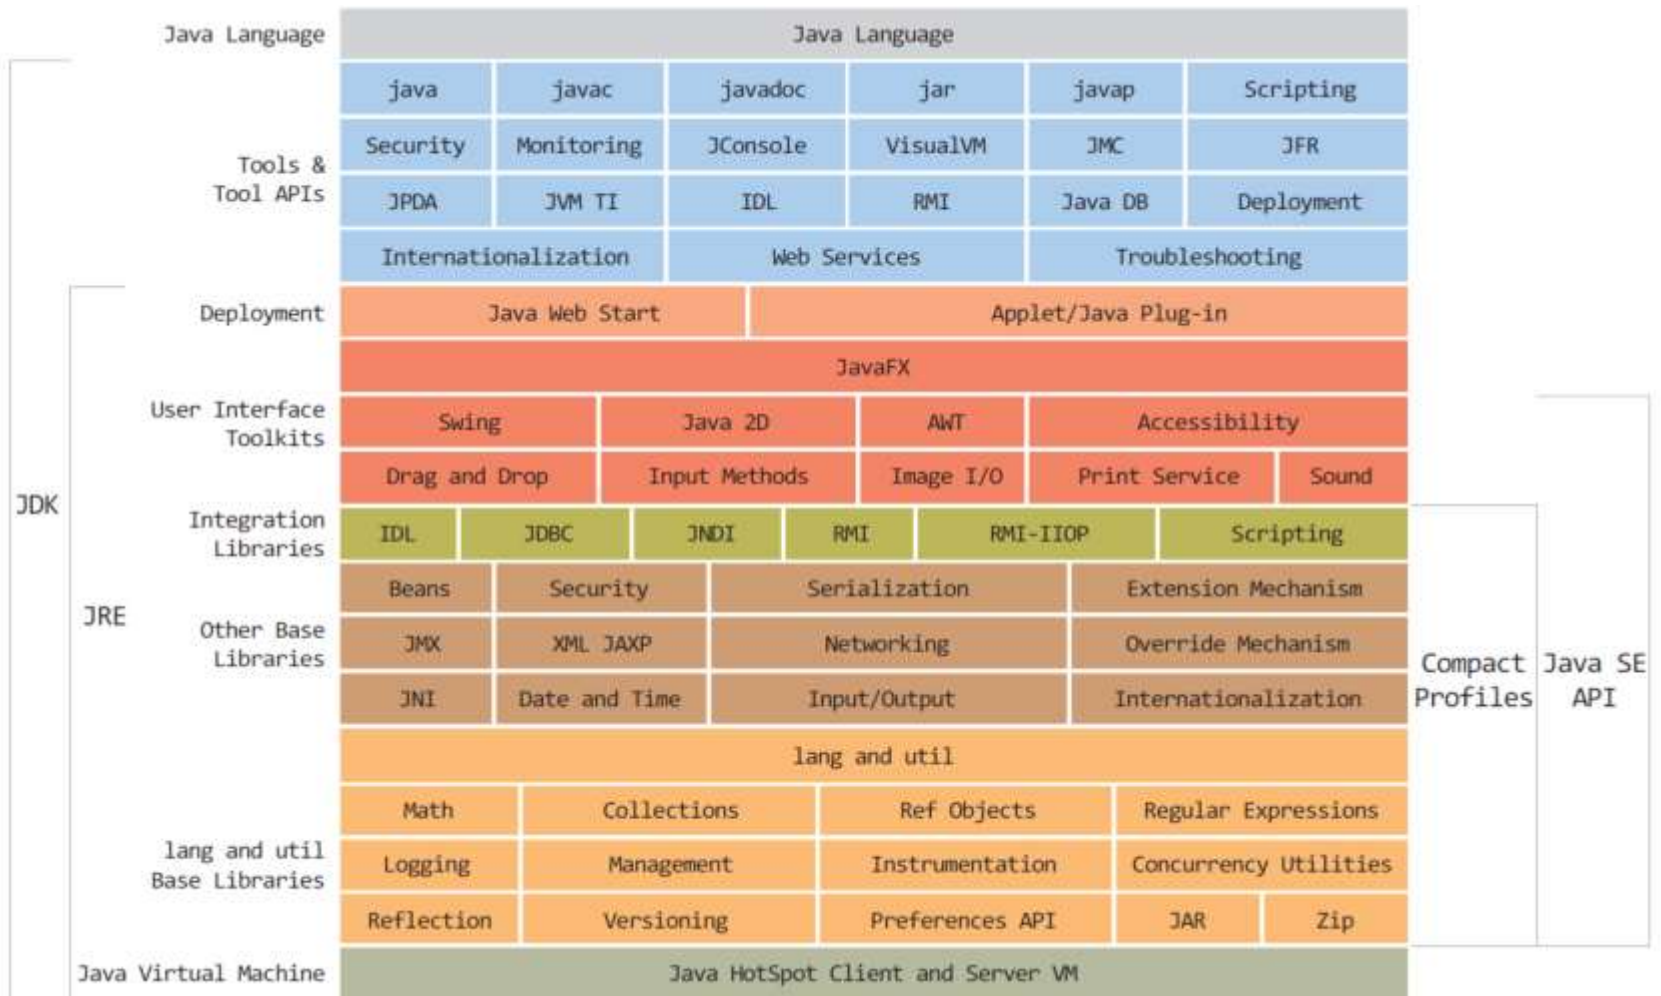 Java Language Java Language
java javac javadoc jar javap Scripting
Security Monitoring JConsole VisualVM JMC JFR
Tools &
Tool APIs
JPDA JVM TI IDL RMI Java DB Deployment
Internationalization Web Services Troubleshooting
Deployment Java Web Start Applet/Java Plug-in
JavaFX
User Interface
Toolkits
Swing Java 2D AWT Accessibility
Drag and Drop Input Methods Image I/O Print Service Sound
JDK
Integration
Libraries
IDL JDBC JNDI RMI RMI-IIOP Scripting
Beans Security Serialization Extension Mechanism
JRE
Other Base
Libraries
JMX XML JAXP Networking Override Mechanism
Compact
Profiles
Java SE
API
JNI Date and Time Input/Output Internationalization
lang and util
Math Collections Ref Objects Regular Expressions
lang and util
Base Libraries
Logging Management Instrumentation Concurrency Utilities
Reflection Versioning Preferences API JAR Zip
Java Virtual Machine Java HotSpot Client and Server VM